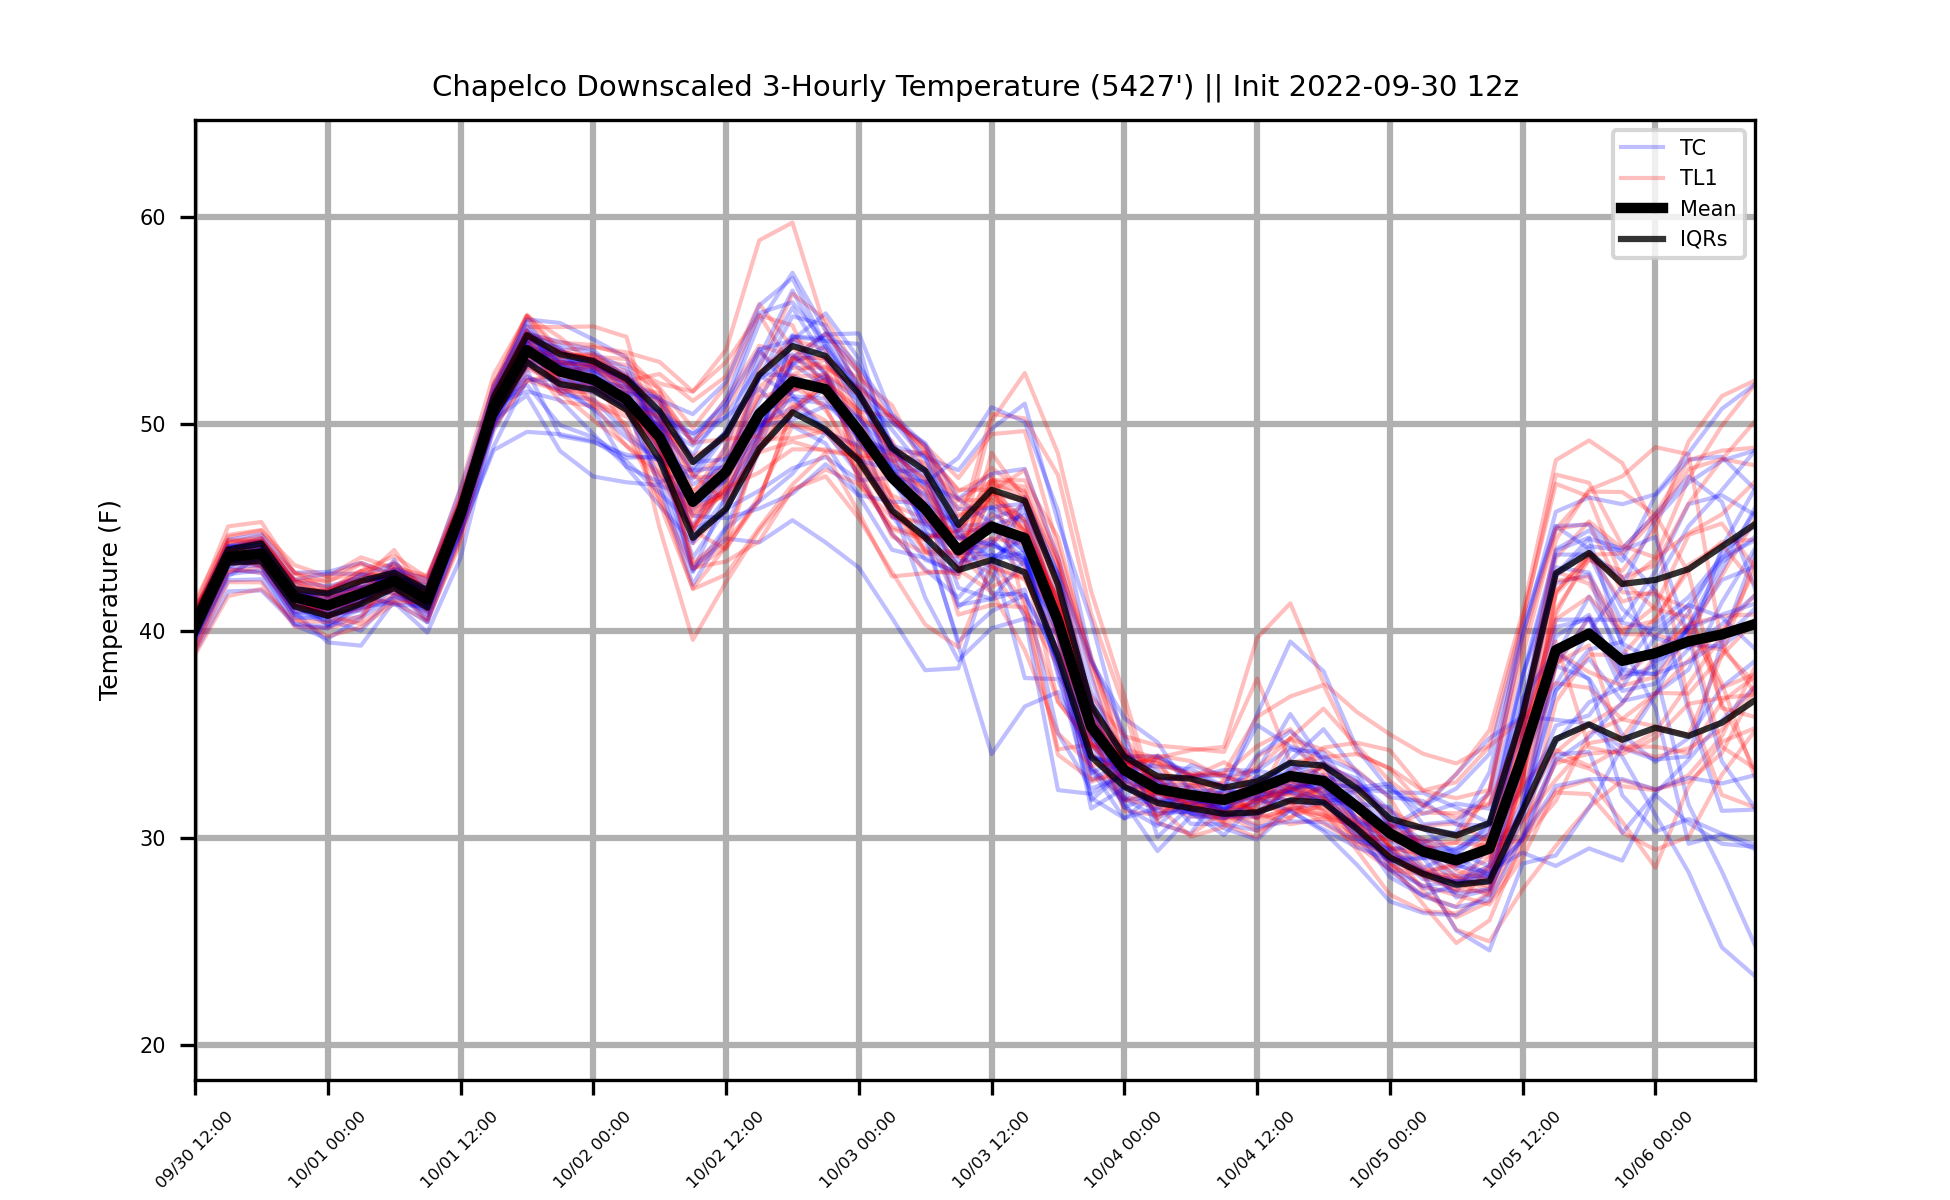 Chapelco Downscaled 3-Hourly Temperature (5427') || Init 2022-09-30 12z
TC
TL1
Mean
IQRs
Temperature (F)
60
50
40
30
20
09/30 12:00
10/01 00:00
10/01 12:00
10/02 00:00
10/02 12:00
10/03 00:00
10/03 12:00
10/04 00:00
10/04 12:00
10/05 00:00
10/05 12:00
10/06 00:00